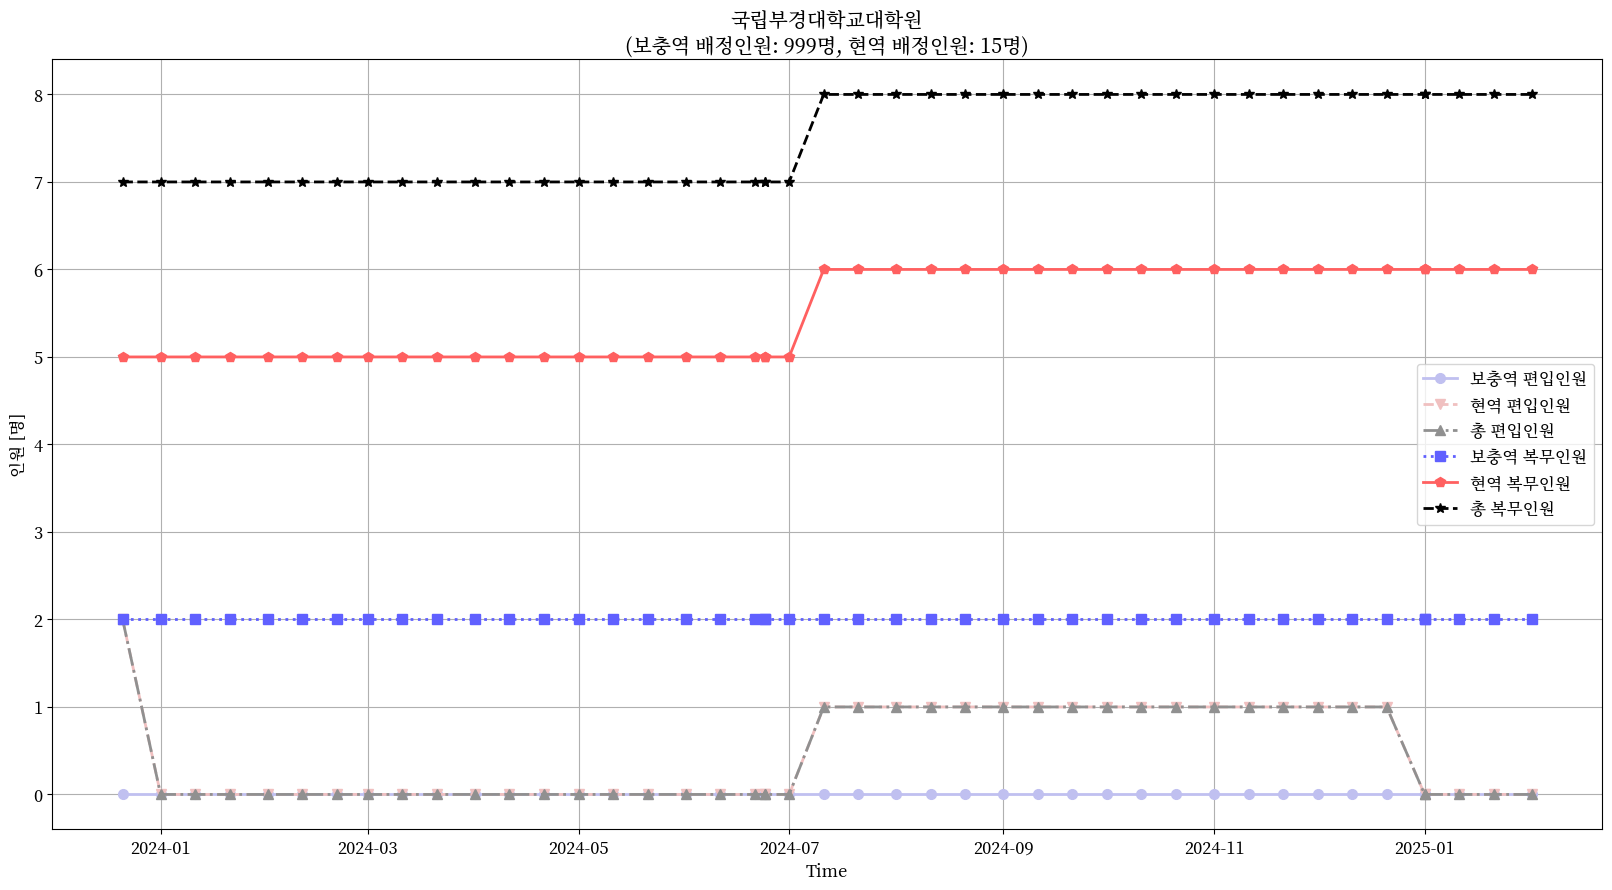 국립부경대학교대학원
(보충역 배정인원: 999명, 현역 배정인원: 15명)
8
7
6
5
4
3
2
1
0
인원 [명]
보충역 편입인원
현역 편입인원
총 편입인원
보충역 복무인원
현역 복무인원
총 복무인원
2024-01
2024-03
2024-05
2024-07
2024-09
2024-11
2025-01
Time